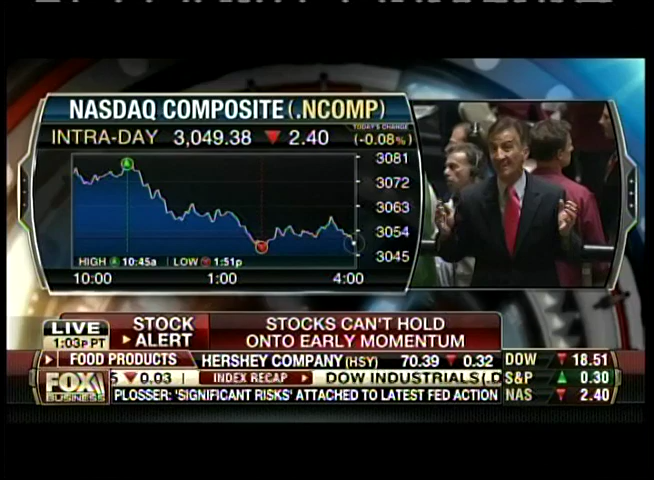 NASDAQ COMPOSITE (.NCOMP)
INTRA-DAY 3,049.38 ▼ 2.40 TODAY'S CHANGE (-0.08%)
3081
3072
3063
3054
3045
HIGH 10:45a | LOW 1:51p
10:00 1:00 4:00
LIVE
1:03P PT
STOCK ALERT
STOCKS CAN'T HOLD
ONTO EARLY MOMENTUM
FOOD PRODUCTS HERSHEY COMPANY (HSY) 70.39 ▼ 0.32 DOW ▼ 18.51
FOX BUSINESS
5 ▼ 0.03 | INDEX RECAP DOW INDUSTRIALS (.D S&P ▲ 0.30
PLOSSER: 'SIGNIFICANT RISKS' ATTACHED TO LATEST FED ACTION NAS ▼ 2.40